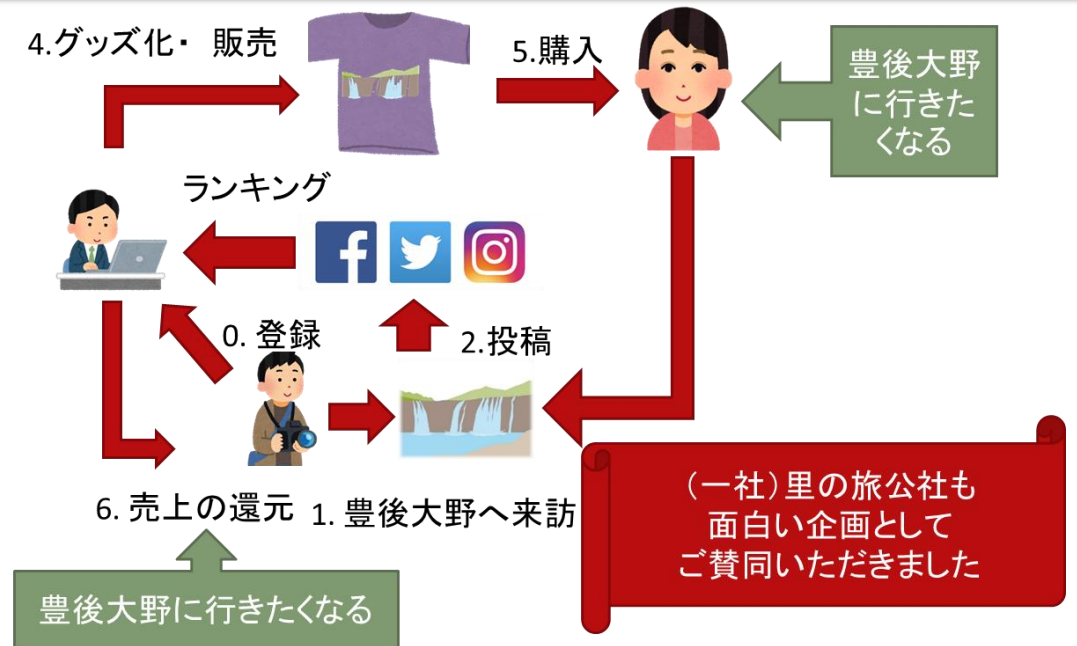 4.グッズ化・ 販売
5.購入
豊後大野
に行きた
くなる
ランキング
0. 登録
2.投稿
6. 売上の還元
1. 豊後大野へ来訪
(一社)里の旅公社も
面白い企画として
ご賛同いただきました
豊後大野に行きたくなる